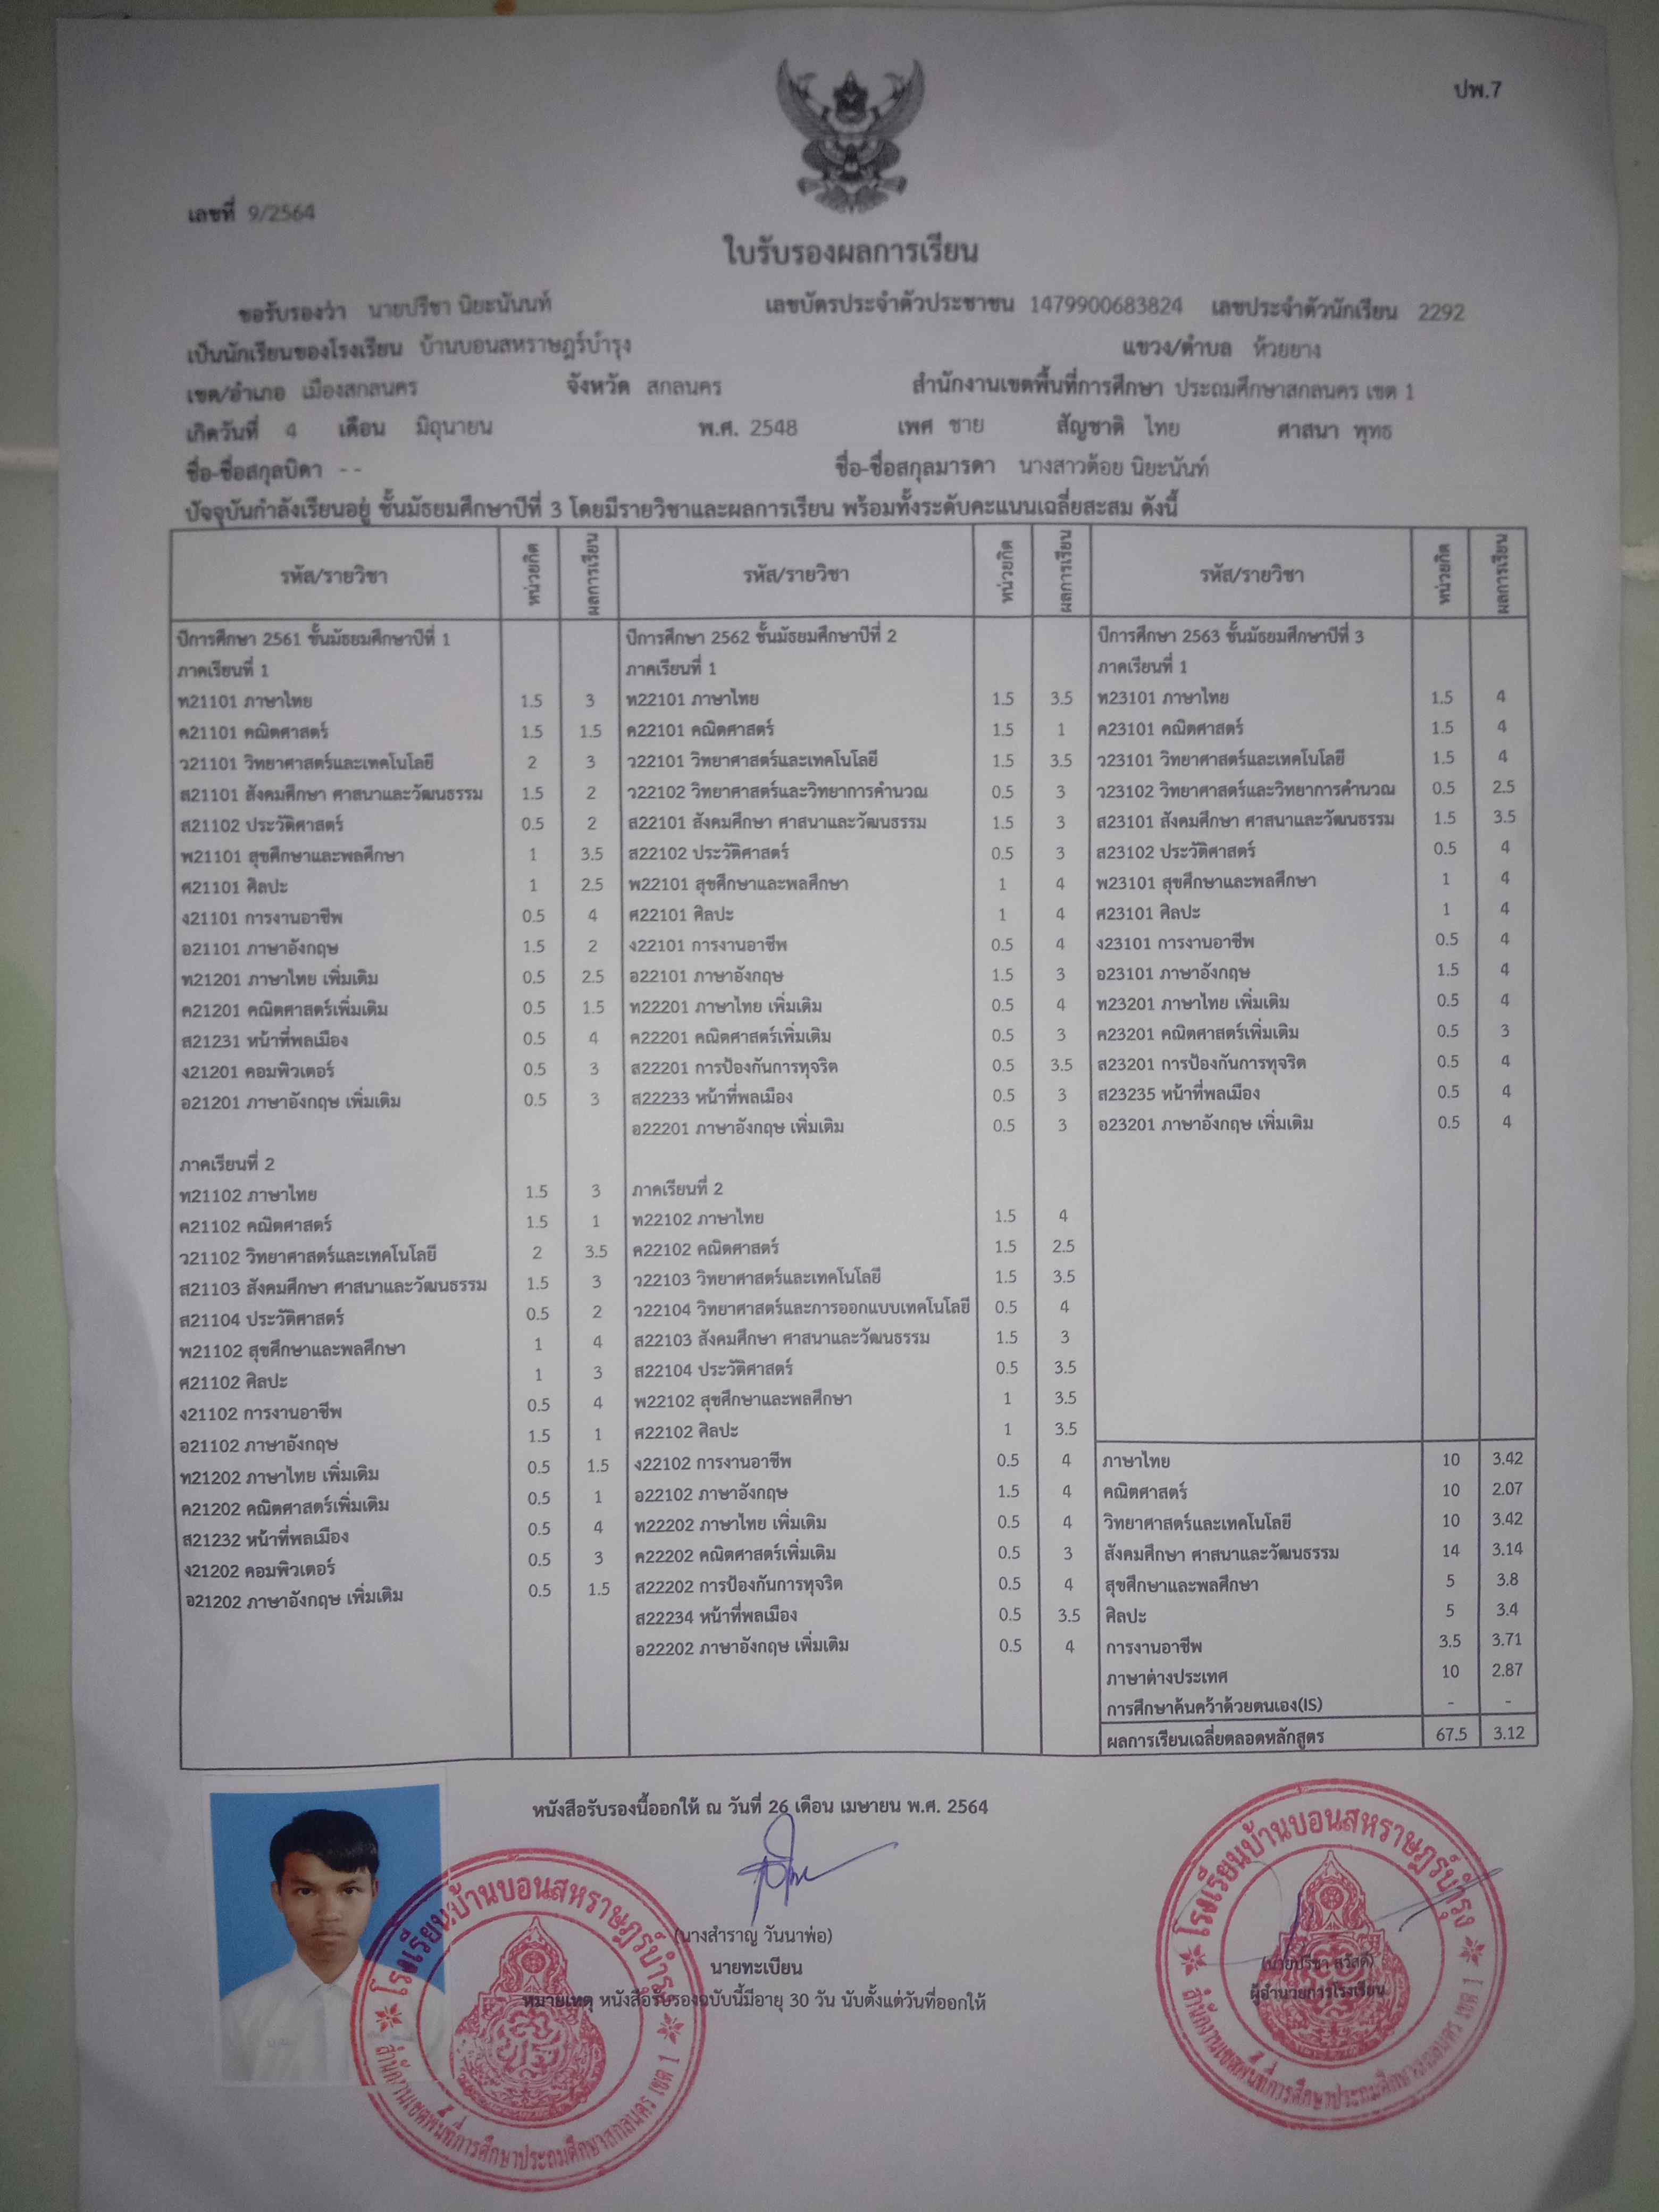 ปพ.7
เลขที่ 9/2564
ใบรับรองผลการเรียน
ขอรับรองว่า นายปรีชา นิยะนันนท์ เลขบัตรประจำตัวประชาชน 1479900683824 เลขประจำตัวนักเรียน 2292
เป็นนักเรียนของโรงเรียน บ้านบอนสหราษฎร์บำรุง แขวง/ตำบล ห้วยยาง
เขต/อำเภอ เมืองสกลนคร จังหวัด สกลนคร สำนักงานเขตพื้นที่การศึกษา ประถมศึกษาสกลนคร เขต 1
เกิดวันที่ 4 เดือน มิถุนายน พ.ศ. 2548 เพศ ชาย สัญชาติ ไทย ศาสนา พุทธ
ชื่อ-ชื่อสกุลบิดา -- ชื่อ-ชื่อสกุลมารดา นางสาวต้อย นิยะนันท์
ปัจจุบันกำลังเรียนอยู่ ชั้นมัธยมศึกษาปีที่ 3 โดยมีรายวิชาและผลการเรียน พร้อมทั้งระดับคะแนนเฉลี่ยสะสม ดังนี้
รหัส/รายวิชา หน่วยกิต ผลการเรียน
ปีการศึกษา 2561 ชั้นมัธยมศึกษาปีที่ 1
ภาคเรียนที่ 1
ท21101 ภาษาไทย 1.5 3
ค21101 คณิตศาสตร์ 1.5 1.5
ว21101 วิทยาศาสตร์และเทคโนโลยี 2 3
ส21101 สังคมศึกษา ศาสนาและวัฒนธรรม 1.5 2
ส21102 ประวัติศาสตร์ 0.5 2
พ21101 สุขศึกษาและพลศึกษา 1 3.5
ศ21101 ศิลปะ 1 2.5
ง21101 การงานอาชีพ 0.5 4
อ21101 ภาษาอังกฤษ 1.5 2
ท21201 ภาษาไทย เพิ่มเติม 0.5 2.5
ค21201 คณิตศาสตร์เพิ่มเติม 0.5 1.5
ส21231 หน้าที่พลเมือง 0.5 4
ง21201 คอมพิวเตอร์ 0.5 3
อ21201 ภาษาอังกฤษ เพิ่มเติม 0.5 3
ภาคเรียนที่ 2
ท21102 ภาษาไทย 1.5 3
ค21102 คณิตศาสตร์ 1.5 1
ว21102 วิทยาศาสตร์และเทคโนโลยี 2 3.5
ส21103 สังคมศึกษา ศาสนาและวัฒนธรรม 1.5 3
ส21104 ประวัติศาสตร์ 0.5 2
พ21102 สุขศึกษาและพลศึกษา 1 4
ศ21102 ศิลปะ 1 3
ง21102 การงานอาชีพ 0.5 4
อ21102 ภาษาอังกฤษ 1.5 1
ท21202 ภาษาไทย เพิ่มเติม 0.5 1.5
ค21202 คณิตศาสตร์เพิ่มเติม 0.5 1
ส21232 หน้าที่พลเมือง 0.5 4
ง21202 คอมพิวเตอร์ 0.5 3
อ21202 ภาษาอังกฤษ เพิ่มเติม 0.5 1.5
รหัส/รายวิชา หน่วยกิต ผลการเรียน
ปีการศึกษา 2562 ชั้นมัธยมศึกษาปีที่ 2
ภาคเรียนที่ 1
ท22101 ภาษาไทย 1.5 3.5
ค22101 คณิตศาสตร์ 1.5 1
ว22101 วิทยาศาสตร์และเทคโนโลยี 1.5 3.5
ว22102 วิทยาศาสตร์และวิทยาการคำนวณ 0.5 3
ส22101 สังคมศึกษา ศาสนาและวัฒนธรรม 1.5 3
ส22102 ประวัติศาสตร์ 0.5 3
พ22101 สุขศึกษาและพลศึกษา 1 4
ศ22101 ศิลปะ 1 4
ง22101 การงานอาชีพ 0.5 4
อ22101 ภาษาอังกฤษ 1.5 3
ท22201 ภาษาไทย เพิ่มเติม 0.5 4
ค22201 คณิตศาสตร์เพิ่มเติม 0.5 3
ส22201 การป้องกันการทุจริต 0.5 3.5
ส22233 หน้าที่พลเมือง 0.5 3
อ22201 ภาษาอังกฤษ เพิ่มเติม 0.5 3
ภาคเรียนที่ 2
ท22102 ภาษาไทย 1.5 4
ค22102 คณิตศาสตร์ 1.5 2.5
ว22103 วิทยาศาสตร์และเทคโนโลยี 1.5 3.5
ว22104 วิทยาศาสตร์และการออกแบบเทคโนโลยี 0.5 4
ส22103 สังคมศึกษา ศาสนาและวัฒนธรรม 1.5 3
ส22104 ประวัติศาสตร์ 0.5 3.5
พ22102 สุขศึกษาและพลศึกษา 1 3.5
ศ22102 ศิลปะ 1 3.5
ง22102 การงานอาชีพ 0.5 4
อ22102 ภาษาอังกฤษ 1.5 4
ท22202 ภาษาไทย เพิ่มเติม 0.5 4
ค22202 คณิตศาสตร์เพิ่มเติม 0.5 3
ส22202 การป้องกันการทุจริต 0.5 4
ส22234 หน้าที่พลเมือง 0.5 3.5
อ22202 ภาษาอังกฤษ เพิ่มเติม 0.5 4
รหัส/รายวิชา หน่วยกิต ผลการเรียน
ปีการศึกษา 2563 ชั้นมัธยมศึกษาปีที่ 3
ภาคเรียนที่ 1
ท23101 ภาษาไทย 1.5 4
ค23101 คณิตศาสตร์ 1.5 4
ว23101 วิทยาศาสตร์และเทคโนโลยี 1.5 4
ว23102 วิทยาศาสตร์และวิทยาการคำนวณ 0.5 2.5
ส23101 สังคมศึกษา ศาสนาและวัฒนธรรม 1.5 3.5
ส23102 ประวัติศาสตร์ 0.5 4
พ23101 สุขศึกษาและพลศึกษา 1 4
ศ23101 ศิลปะ 1 4
ง23101 การงานอาชีพ 0.5 4
อ23101 ภาษาอังกฤษ 1.5 4
ท23201 ภาษาไทย เพิ่มเติม 0.5 4
ค23201 คณิตศาสตร์เพิ่มเติม 0.5 3
ส23201 การป้องกันการทุจริต 0.5 4
ส23235 หน้าที่พลเมือง 0.5 4
อ23201 ภาษาอังกฤษ เพิ่มเติม 0.5 4
ภาษาไทย 10 3.42
คณิตศาสตร์ 10 2.07
วิทยาศาสตร์และเทคโนโลยี 10 3.42
สังคมศึกษา ศาสนาและวัฒนธรรม 14 3.14
สุขศึกษาและพลศึกษา 5 3.8
ศิลปะ 5 3.4
การงานอาชีพ 3.5 3.71
ภาษาต่างประเทศ 10 2.87
การศึกษาค้นคว้าด้วยตนเอง(IS) - -
ผลการเรียนเฉลี่ยตลอดหลักสูตร 67.5 3.12
หนังสือรับรองนี้ออกให้ ณ วันที่ 26 เดือน เมษายน พ.ศ. 2564
(นางสำราญ วันนาพ่อ)
นายทะเบียน
หมายเหตุ หนังสือรับรองฉบับนี้มีอายุ 30 วัน นับตั้งแต่วันที่ออกให้
โรงเรียนบ้านบอนสหราษฎร์บำรุง
สำนักงานเขตพื้นที่การศึกษาประถมศึกษาสกลนคร เขต 1
(นายปรีชา สวัสดิ์)
ผู้อำนวยการโรงเรียน
โรงเรียนบ้านบอนสหราษฎร์บำรุง
สำนักงานเขตพื้นที่การศึกษาประถมศึกษาสกลนคร เขต 1